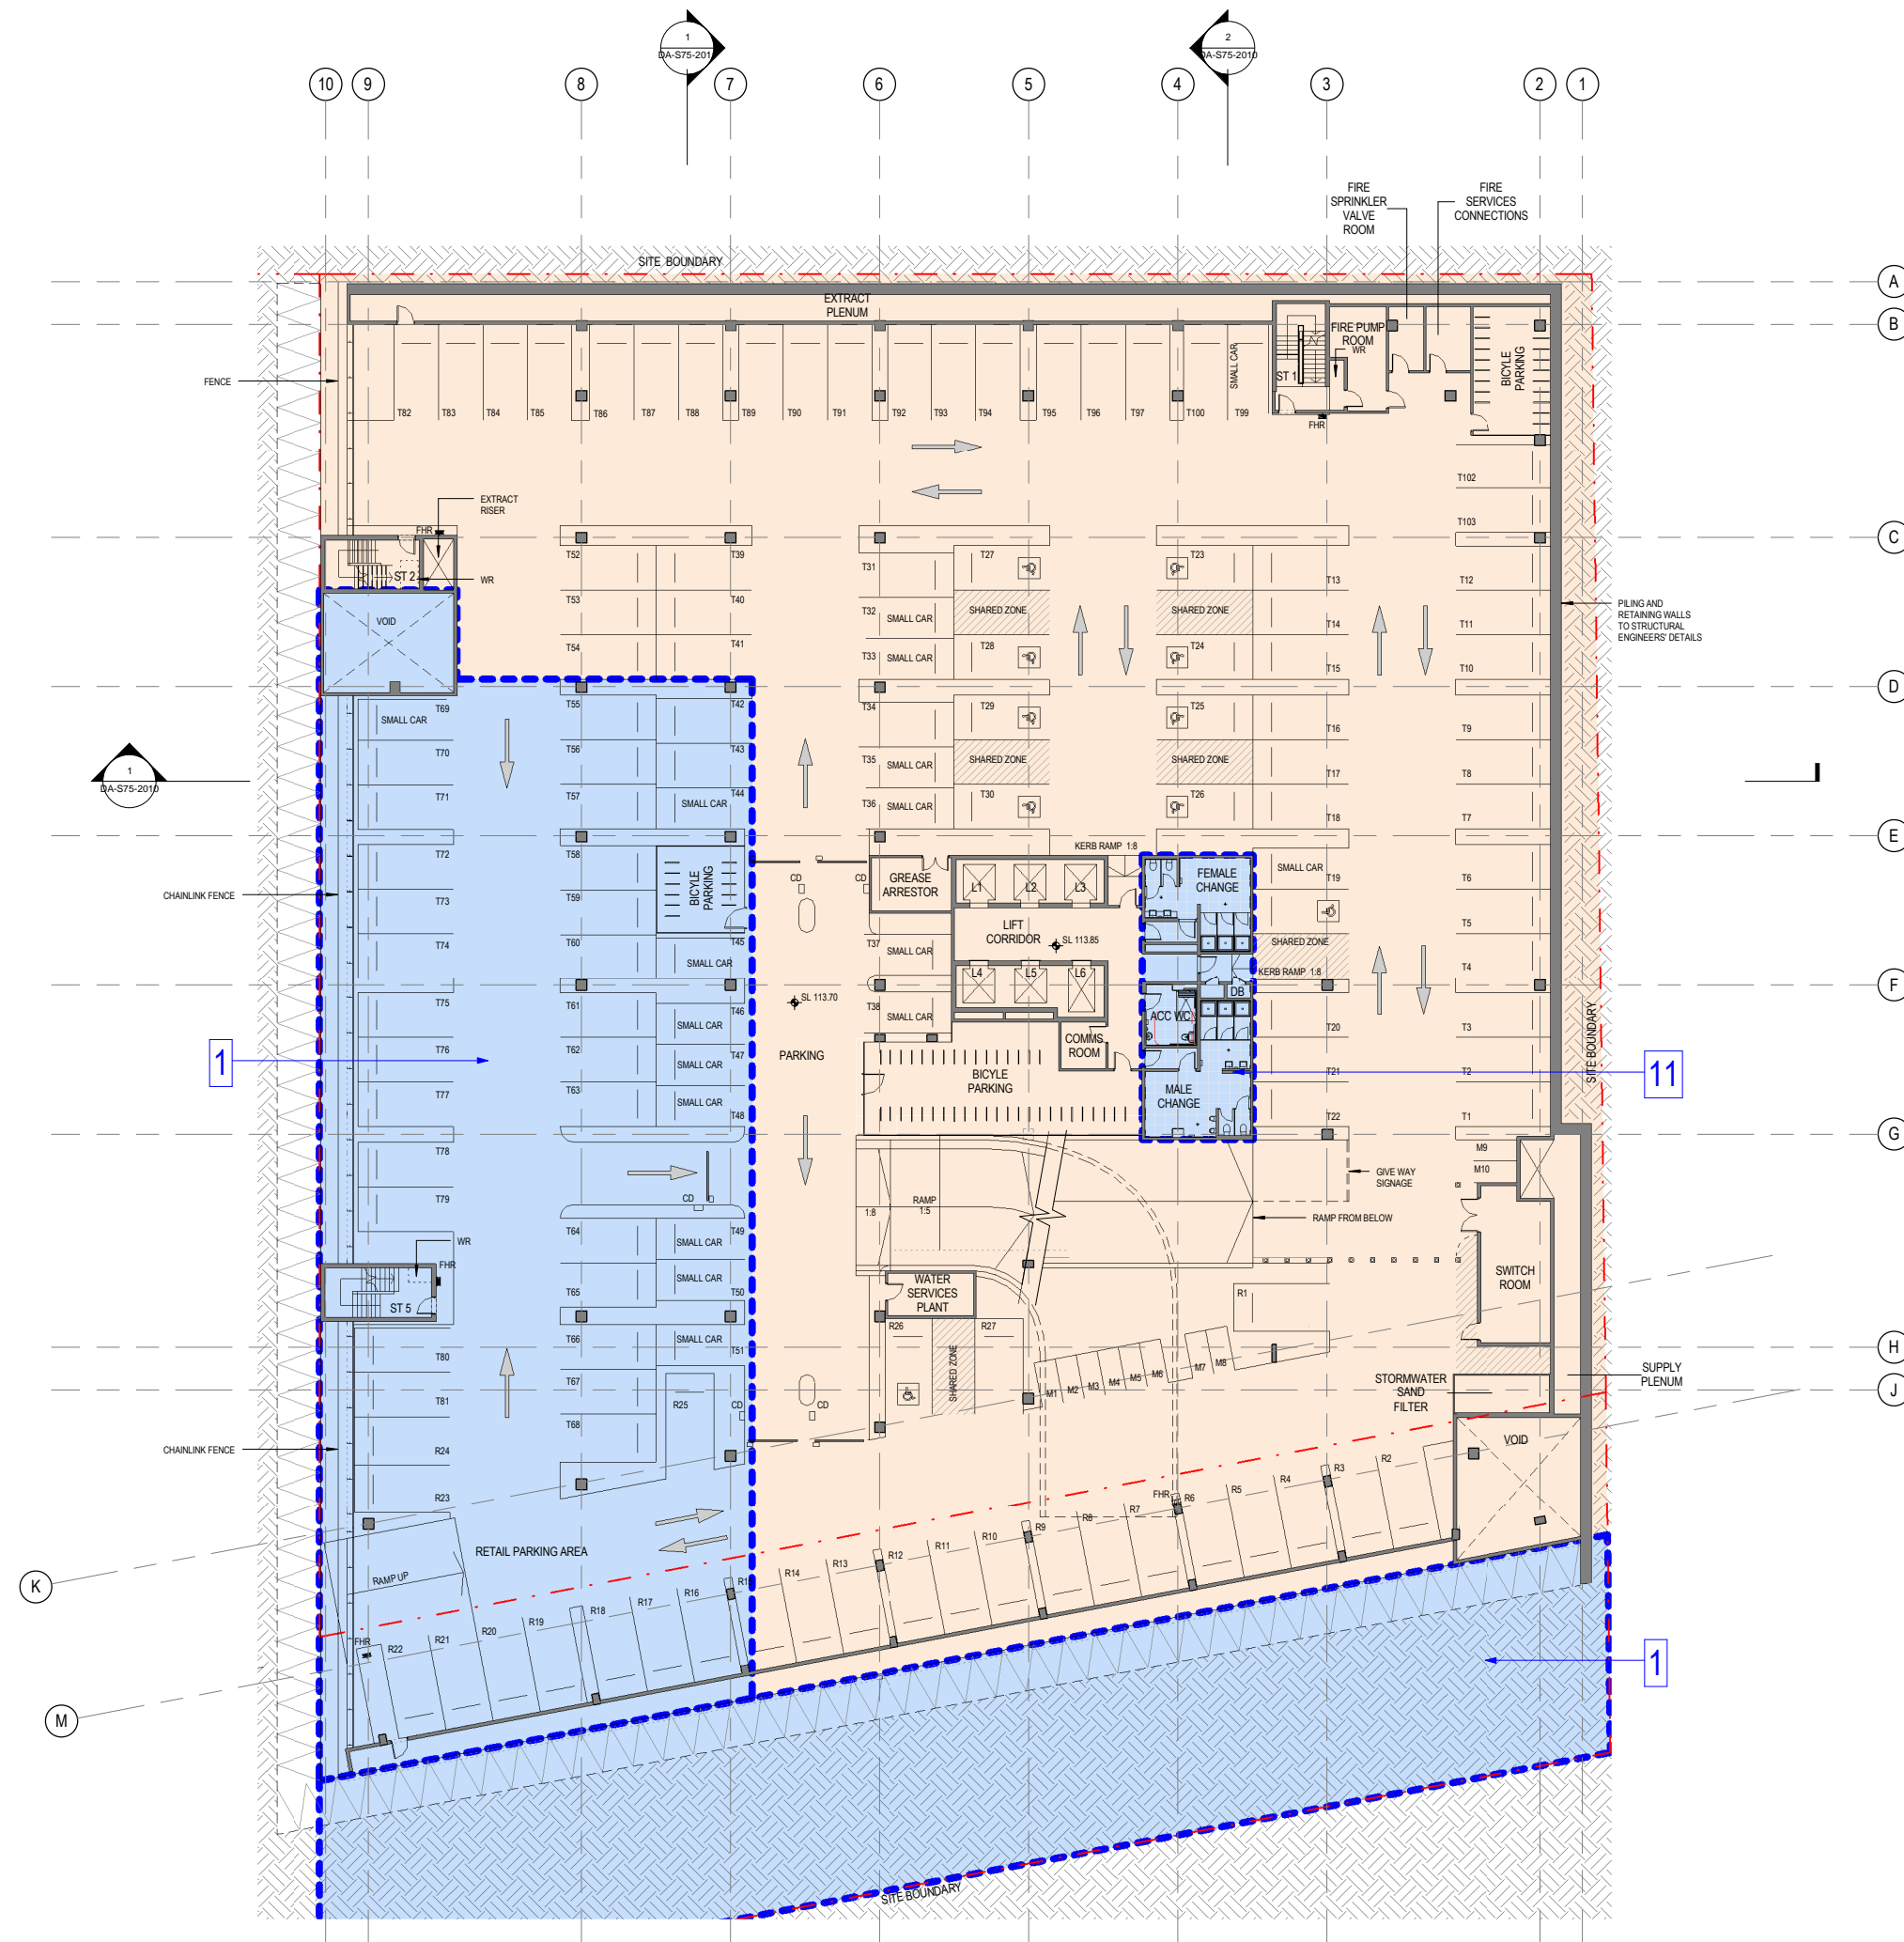 1
DA-S75-201
2
DA-S75-2010
10
9
8
7
6
5
4
3
2
1
FIRE
SPRINKLER
VALVE
ROOM
FIRE
SERVICES
CONNECTIONS
SITE BOUNDARY
A
EXTRACT
PLENUM
B
FIRE PUMP
ROOM
WR
BICYCLE
PARKING
SMALL CAR
ST 1
FENCE
T82
T83
T84
T85
T86
T87
T88
T89
T90
T91
T92
T93
T94
T95
T96
T97
T100
T99
FHR
T102
EXTRACT
RISER
T103
FHR
C
T52
T39
T31
T27
T23
T13
T12
ST 2
WR
T53
T40
T32
SMALL CAR
SHARED ZONE
SHARED ZONE
T14
T11
PILING AND
RETAINING WALLS
TO STRUCTURAL
ENGINEERS' DETAILS
VOID
T54
T41
T33
SMALL CAR
T28
T24
T15
T10
D
T69
SMALL CAR
T55
T42
T34
T29
T25
T16
T9
T70
T56
T43
T35
SMALL CAR
SHARED ZONE
SHARED ZONE
T17
T8
1
DA-S75-2010
T71
T57
T44
SMALL CAR
T36
SMALL CAR
T30
T26
T18
T7
E
KERB RAMP 1:8
T72
T58
BICYCLE
PARKING
CD
CD
GREASE
ARRESTOR
L1
L2
L3
FEMALE
CHANGE
SMALL CAR
T19
T6
CHAINLINK FENCE
T73
T59
T5
LIFT
CORRIDOR
SL 113.85
T74
T60
T45
SMALL CAR
T37
SMALL CAR
SHARED ZONE
T4
KERB RAMP 1:8
L4
L5
L6
F
DB
T75
T61
T46
SMALL CAR
SL 113.70
T38
SMALL CAR
ACC WC
T20
T3
SITE BOUNDARY
COMMS
ROOM
1
T76
T62
T47
SMALL CAR
PARKING
BICYCLE
PARKING
T21
T2
11
T77
T63
SMALL CAR
T48
MALE
CHANGE
T22
T1
G
T78
M9
M10
GIVE WAY
SIGNAGE
T79
CD
RAMP
1:5
1:8
RAMP FROM BELOW
T64
T49
SMALL CAR
WR
FHR
ST 5
T65
T50
SMALL CAR
WATER
SERVICES
PLANT
SWITCH
ROOM
R1
T66
T51
SMALL CAR
R26
R27
SHARED ZONE
H
T80
T67
M1
M2
M3
M4
M5
M6
M7
M8
SUPPLY
PLENUM
STORMWATER
SAND
FILTER
J
T81
T68
R25
CD
CD
VOID
CHAINLINK FENCE
R24
R23
R2
R3
R4
R5
R6
FHR
R7
R8
R9
R10
R11
R12
R13
R14
R15
R16
R17
R18
R19
R20
R21
R22
FHR
RETAIL PARKING AREA
RAMP UP
K
M
1
SITE BOUNDARY